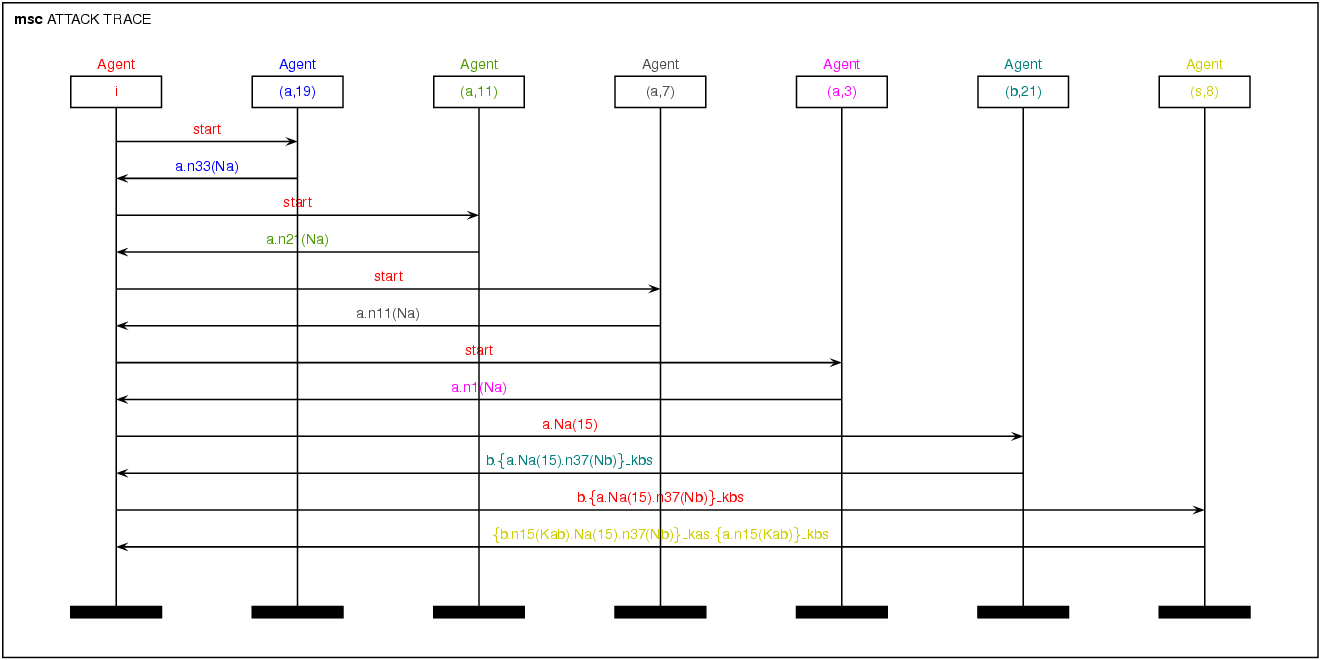 msc ATTACK TRACE
Agent Agent Agent Agent Agent Agent Agent
i (a,19) (a,11) (a,7) (a,3) (b,21) (s,8)
start
a.n33(Na)
start
a.n21(Na)
start
a.n11(Na)
start
a.n1(Na)
a.Na(15)
b.{a.Na(15).n37(Nb)}_kbs
b.{a.Na(15).n37(Nb)}_kbs
{b.n15(Kab).Na(15).n37(Nb)}_kas.{a.n15(Kab)}_kbs